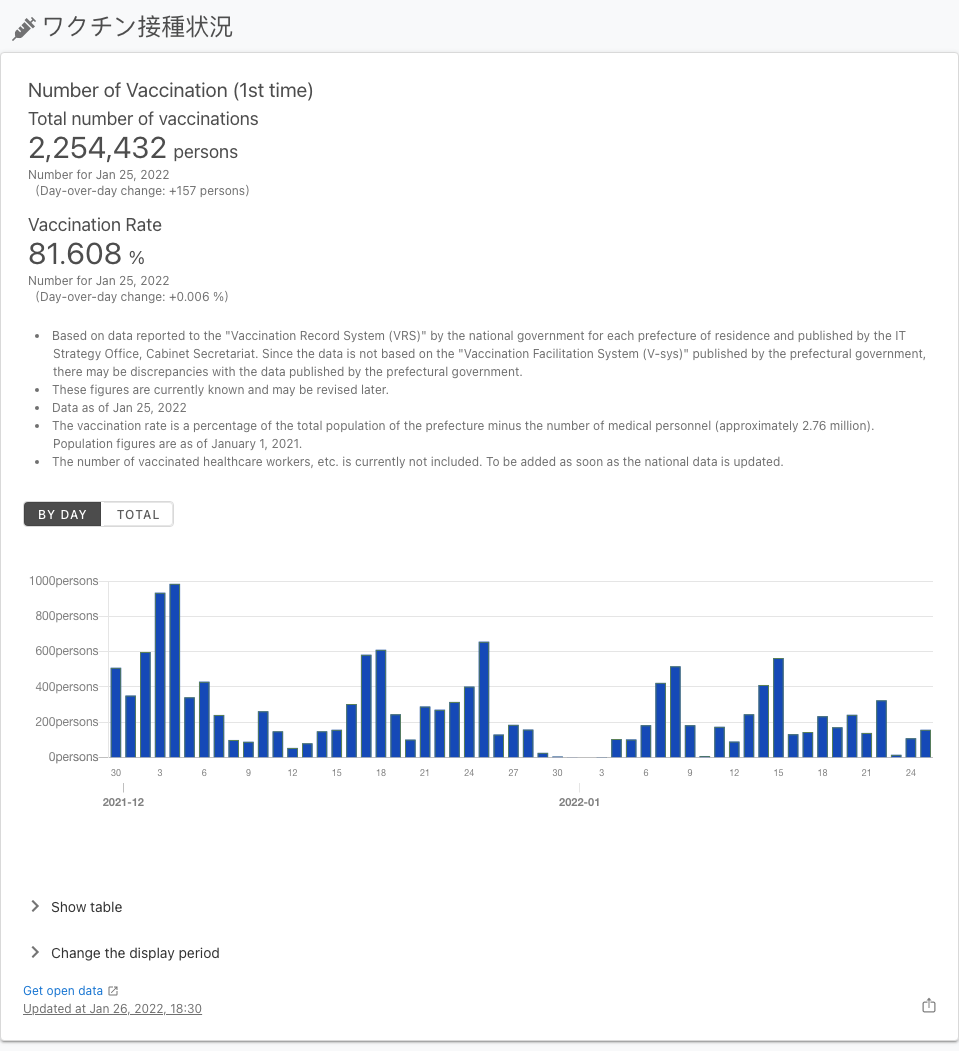 ワクチン接種状況
Number of Vaccination (1st time)
Total number of vaccinations
2,254,432 persons
Number for Jan 25, 2022
(Day-over-day change: +157 persons)
Vaccination Rate
81.608 %
Number for Jan 25, 2022
(Day-over-day change: +0.006 %)
• Based on data reported to the "Vaccination Record System (VRS)" by the national government for each prefecture of residence and published by the IT
Strategy Office, Cabinet Secretariat. Since the data is not based on the "Vaccination Facilitation System (V-sys)" published by the prefectural government,
there may be discrepancies with the data published by the prefectural government.
• These figures are currently known and may be revised later.
• Data as of Jan 25, 2022
• The vaccination rate is a percentage of the total population of the prefecture minus the number of medical personnel (approximately 2.76 million).
Population figures are as of January 1, 2021.
• The number of vaccinated healthcare workers, etc. is currently not included. To be added as soon as the national data is updated.
BY DAY TOTAL
1000persons
800persons
600persons
400persons
200persons
0persons
30 3 6 9 12 15 18 21 24 27 30 3 6 9 12 15 18 21 24
2021-12 2022-01
Show table
Change the display period
Get open data
Updated at Jan 26, 2022, 18:30